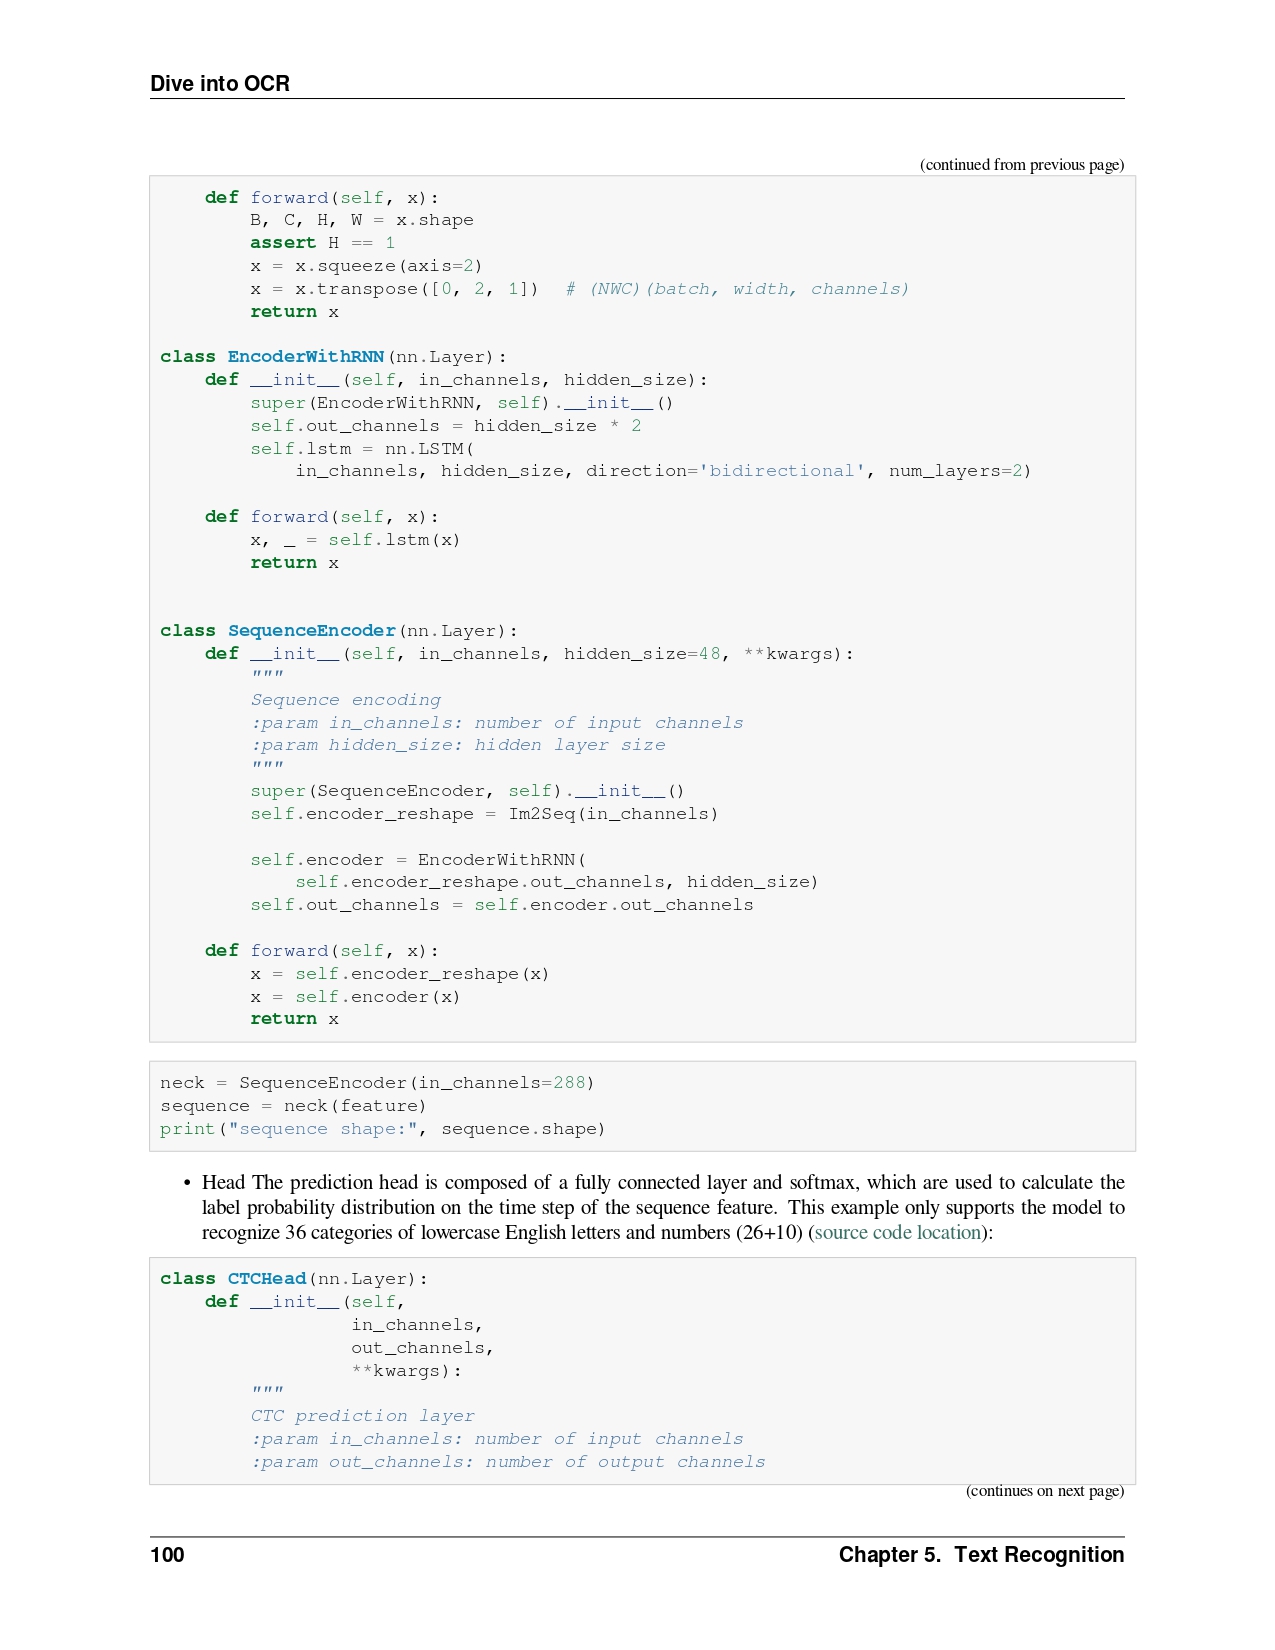 Dive into OCR
(continued from previous page)
    def forward(self, x):
        B, C, H, W = x.shape
        assert H == 1
        x = x.squeeze(axis=2)
        x = x.transpose([0, 2, 1])  # (NWC)(batch, width, channels)
        return x

class EncoderWithRNN(nn.Layer):
    def __init__(self, in_channels, hidden_size):
        super(EncoderWithRNN, self).__init__()
        self.out_channels = hidden_size * 2
        self.lstm = nn.LSTM(
            in_channels, hidden_size, direction='bidirectional', num_layers=2)

    def forward(self, x):
        x, _ = self.lstm(x)
        return x


class SequenceEncoder(nn.Layer):
    def __init__(self, in_channels, hidden_size=48, **kwargs):
        """
        Sequence encoding
        :param in_channels: number of input channels
        :param hidden_size: hidden layer size
        """
        super(SequenceEncoder, self).__init__()
        self.encoder_reshape = Im2Seq(in_channels)

        self.encoder = EncoderWithRNN(
            self.encoder_reshape.out_channels, hidden_size)
        self.out_channels = self.encoder.out_channels

    def forward(self, x):
        x = self.encoder_reshape(x)
        x = self.encoder(x)
        return x

neck = SequenceEncoder(in_channels=288)
sequence = neck(feature)
print("sequence shape:", sequence.shape)

• Head The prediction head is composed of a fully connected layer and softmax, which are used to calculate the
label probability distribution on the time step of the sequence feature. This example only supports the model to
recognize 36 categories of lowercase English letters and numbers (26+10) (source code location):

class CTCHead(nn.Layer):
    def __init__(self,
                 in_channels,
                 out_channels,
                 **kwargs):
        """
        CTC prediction layer
        :param in_channels: number of input channels
        :param out_channels: number of output channels
(continues on next page)
100
Chapter 5. Text Recognition